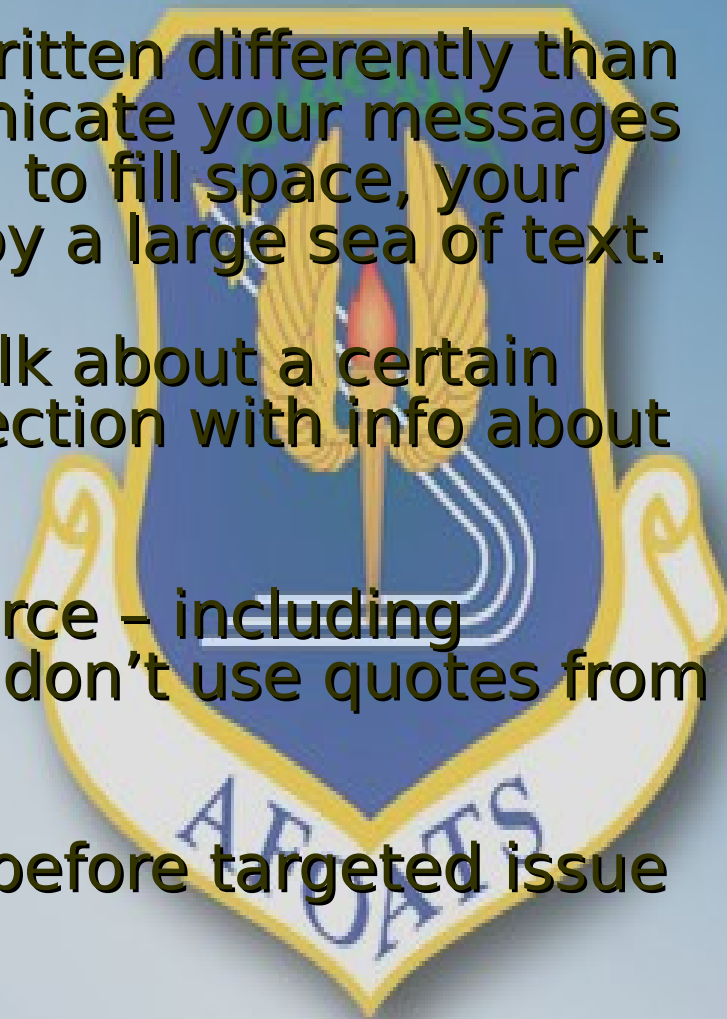 ritten differently than
nicate your messages
to fill space, your
by a large sea of text.
lk about a certain
ection with info about
rce – including
don’t use quotes from
before targeted issue
AFOATS